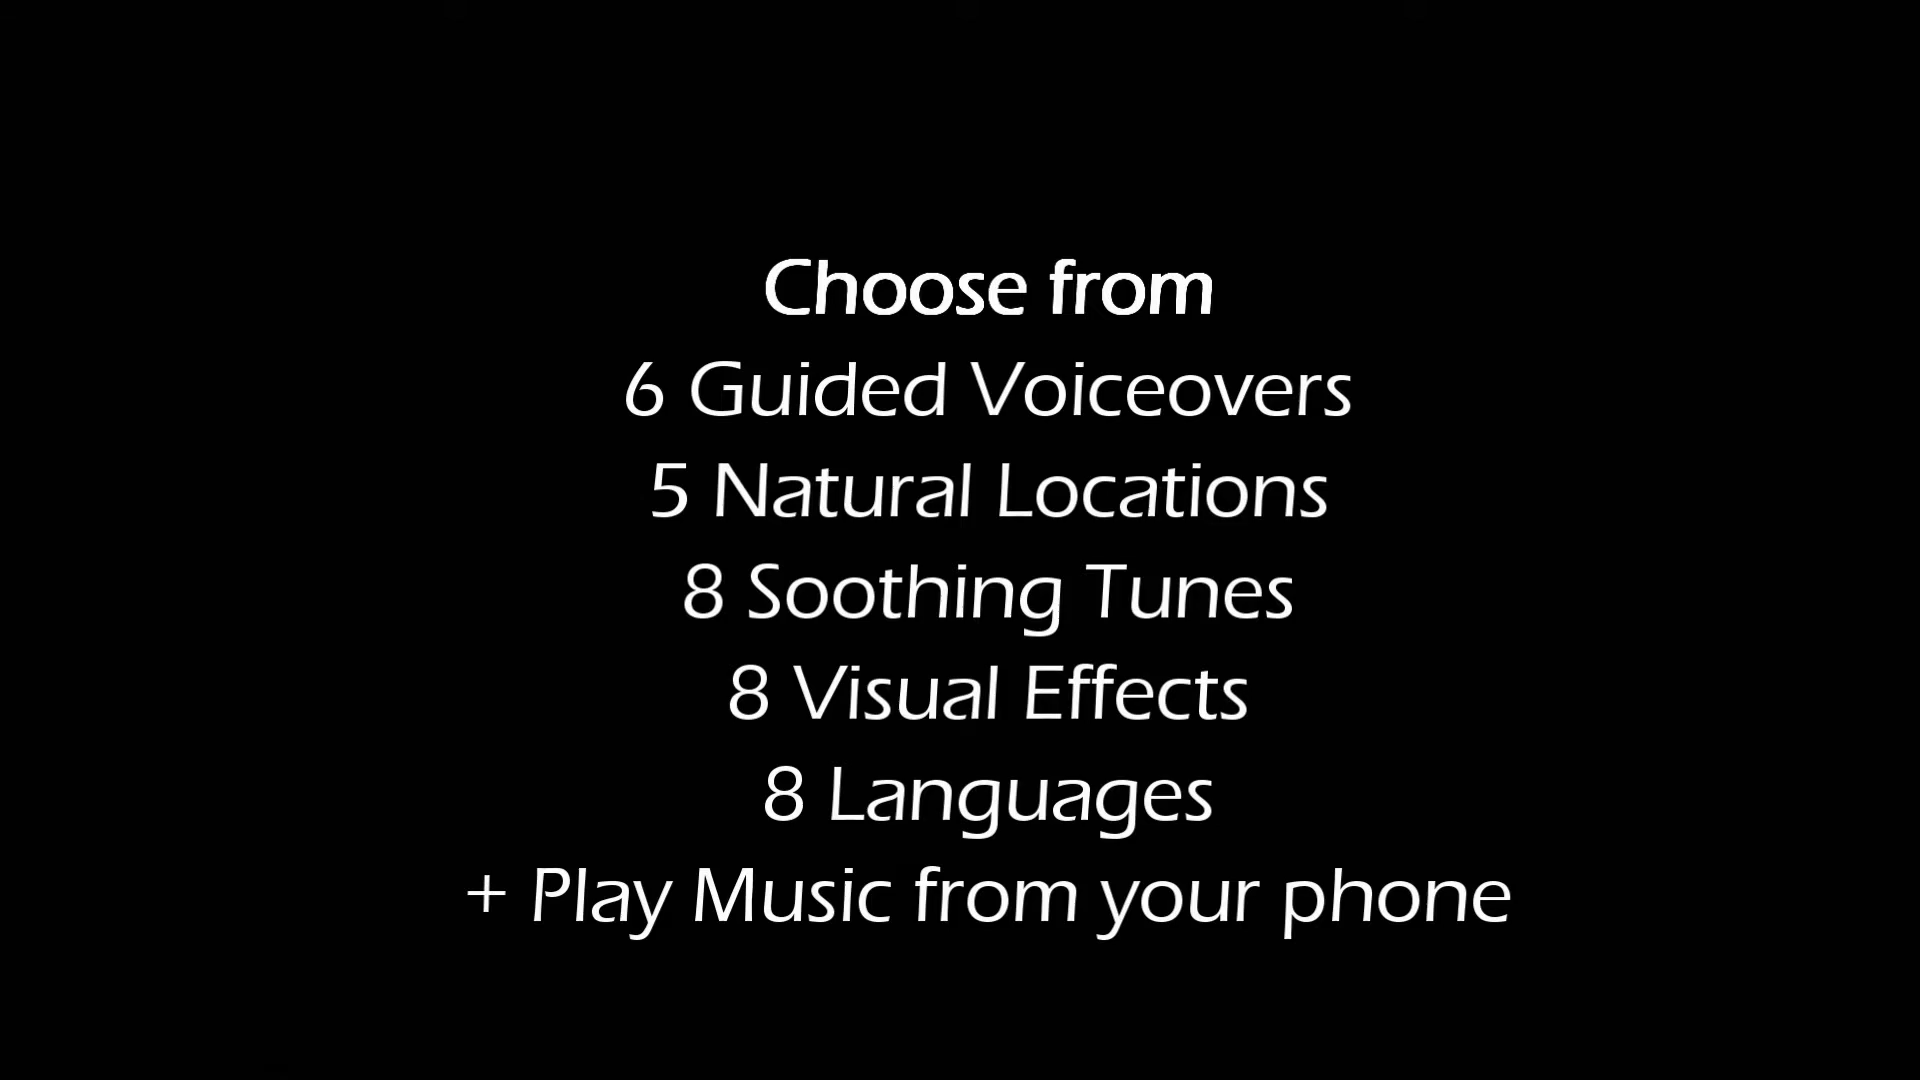 Choose from
6 Guided Voiceovers
5 Natural Locations
8 Soothing Tunes
8 Visual Effects
8 Languages
+ Play Music from your phone